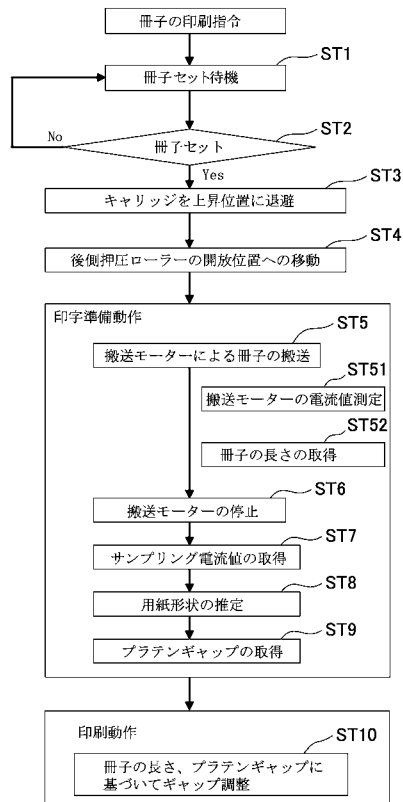 冊子の印刷指令
ST1
冊子セット待機
ST2
No
冊子セット
Yes
ST3
キャリッジを上昇位置に退避
ST4
後側押圧ローラーの開放位置への移動
印字準備動作
ST5
搬送モーターによる冊子の搬送
ST51
搬送モーターの電流値測定
ST52
冊子の長さの取得
ST6
搬送モーターの停止
ST7
サンプリング電流値の取得
ST8
用紙形状の推定
ST9
プラテンギャップの取得
印刷動作
ST10
冊子の長さ、プラテンギャップに
基づいてギャップ調整